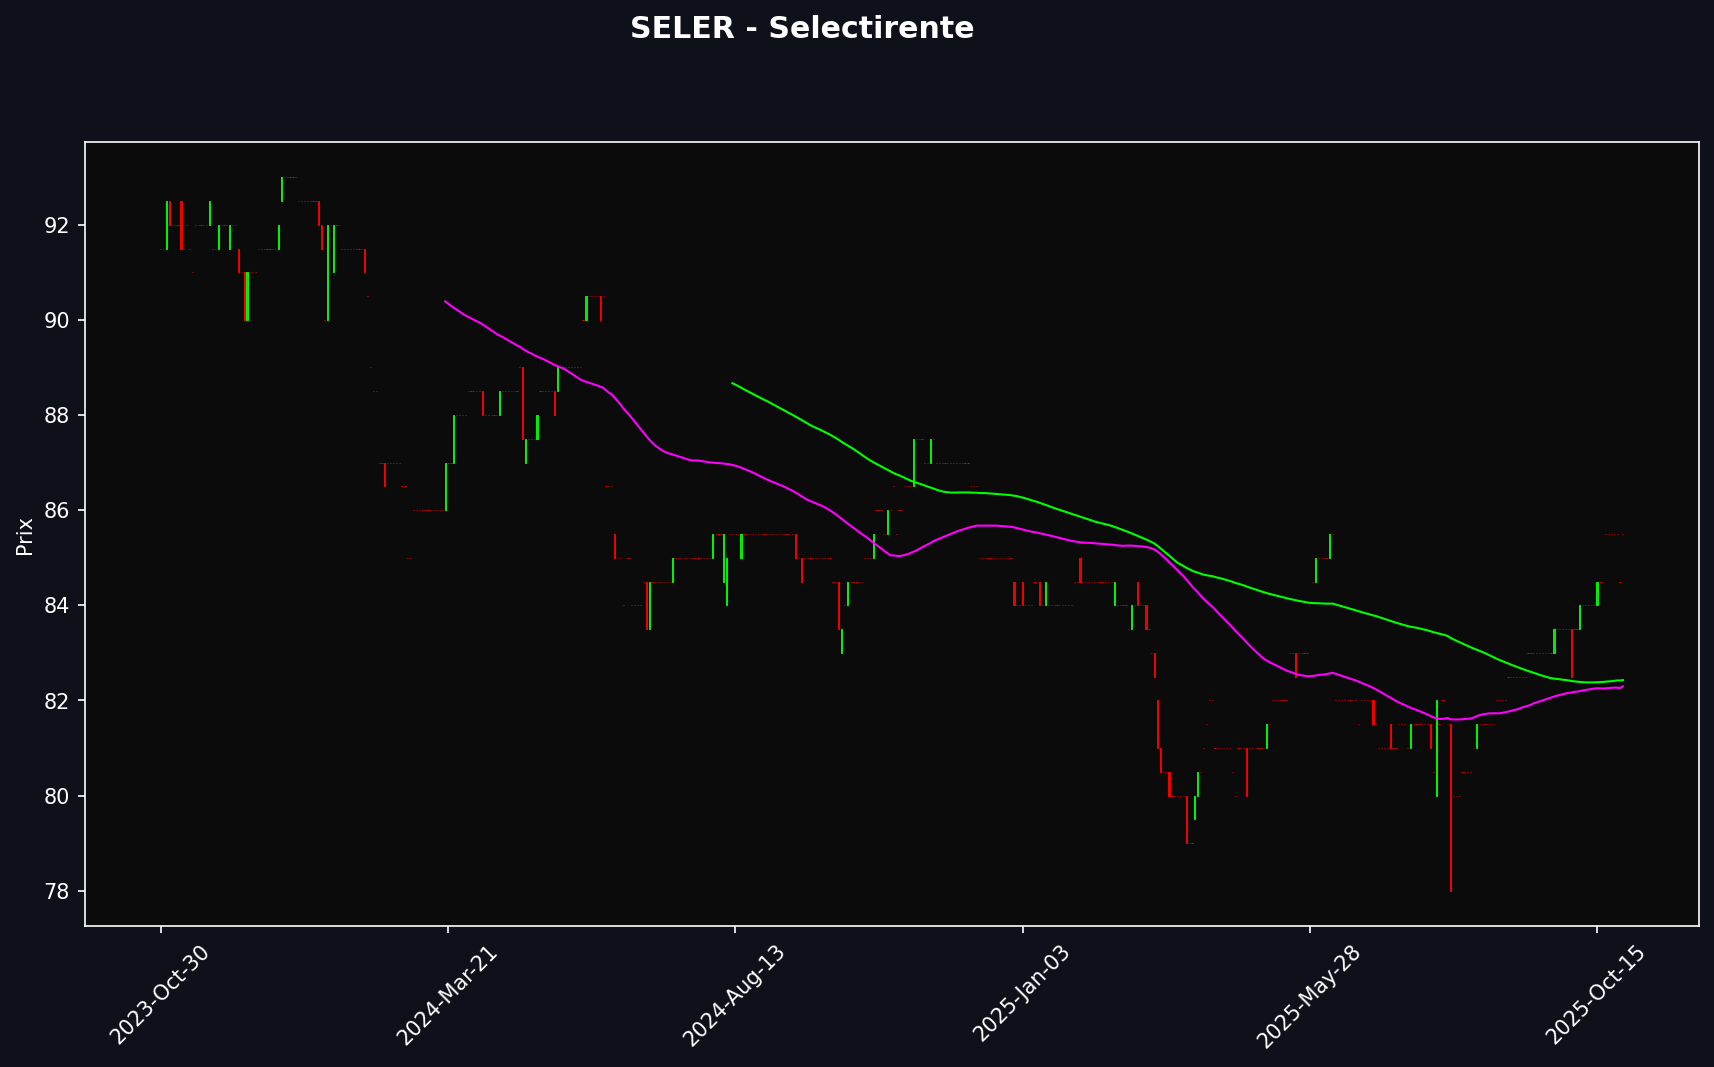 SELER - Selectirente
92
90
88
86
84
82
80
78
Prix
2023-Oct-30
2024-Mar-21
2024-Aug-13
2025-Jan-03
2025-May-28
2025-Oct-15